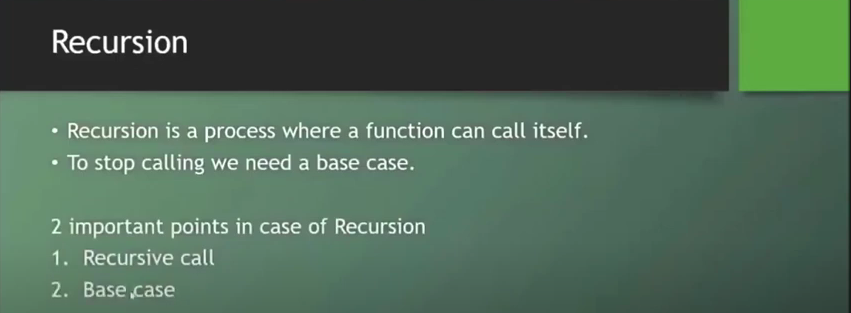 Recursion
• Recursion is a process where a function can call itself.
• To stop calling we need a base case.
2 important points in case of Recursion
1. Recursive call
2. Base case